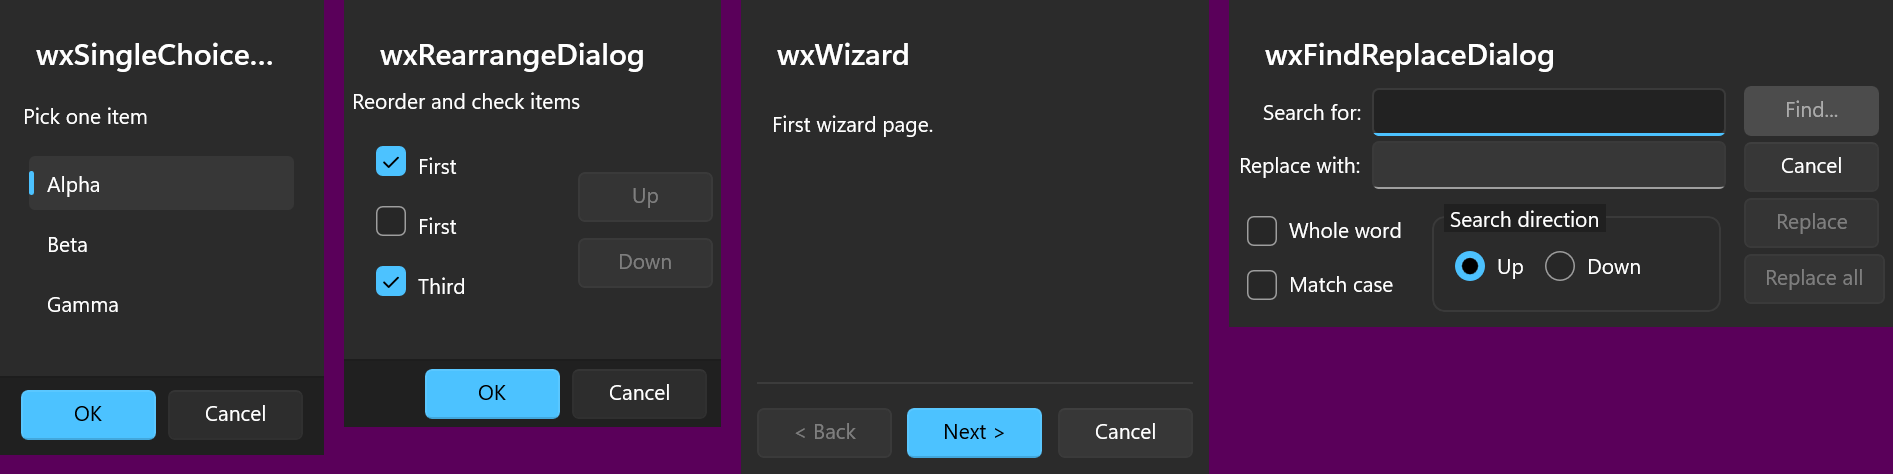 wxSingleChoice...
Pick one item
Alpha
Beta
Gamma
OK
Cancel
wxRearrangeDialog
Reorder and check items
First
First
Third
Up
Down
OK
Cancel
wxWizard
First wizard page.
< Back
Next >
Cancel
wxFindReplaceDialog
Search for:
Find...
Replace with:
Cancel
Whole word
Match case
Search direction
Up
Down
Replace
Replace all